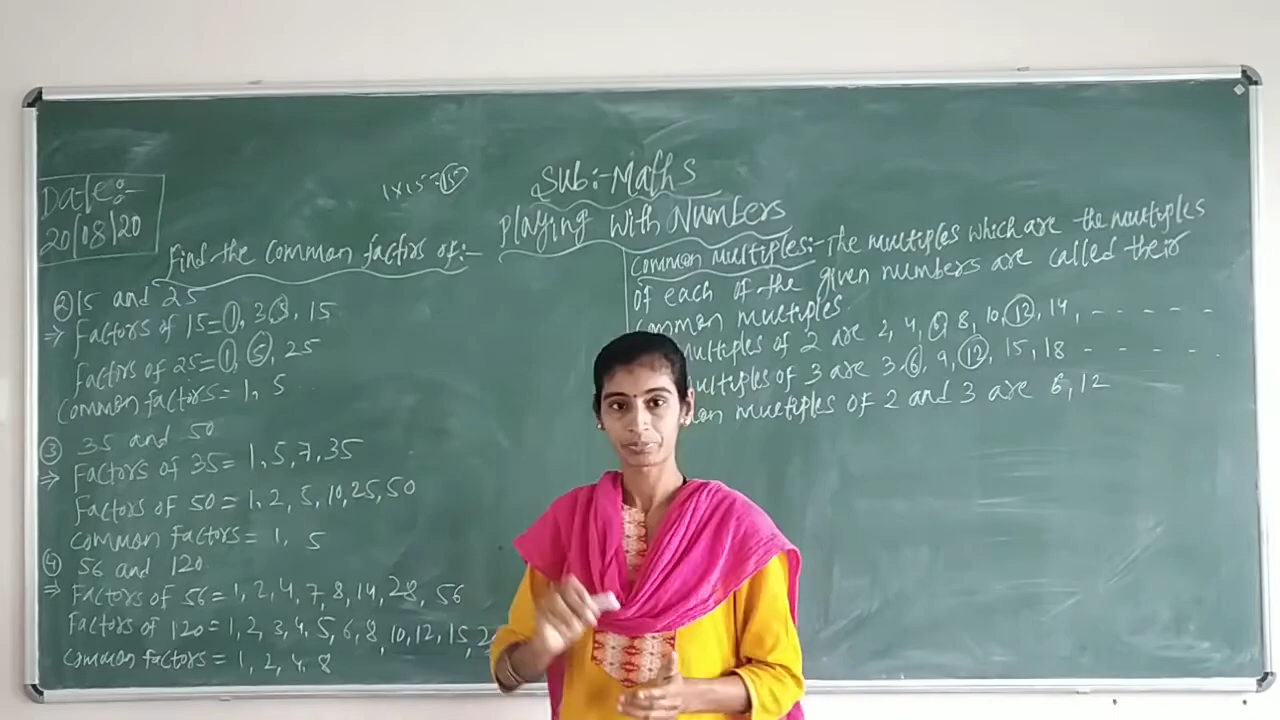 Date:-
20/08/20
1x15=15
Sub:- Maths
Playing With Numbers
Find the common factirs of:-
② 15 and 25
⇒ Factors of 15=1, 3, 5, 15
Factirs of 25=1, 5, 25
Common factirs= 1, 5
③ 35 and 50
⇒ Factors of 35= 1, 5, 7, 35
Factors of 50= 1, 2, 5, 10, 25, 50
Common Factors= 1, 5
④ 56 and 120
⇒ Factors of 56= 1, 2, 4, 7, 8, 14, 28, 56
Factors of 120= 1, 2, 3, 4, 5, 6, 8, 10, 12, 15,
Common factors= 1, 2, 4, 8
Common multiples:- The multiples which are the multiples
of each of the given numbers are called their
common multiples.
multiples of 2 are 2, 4, 6, 8, 10, 12, 14, - - - - - -
multiples of 3 are 3, 6, 9, 12, 15, 18 - - - - - .
multiples of 2 and 3 are 6, 12